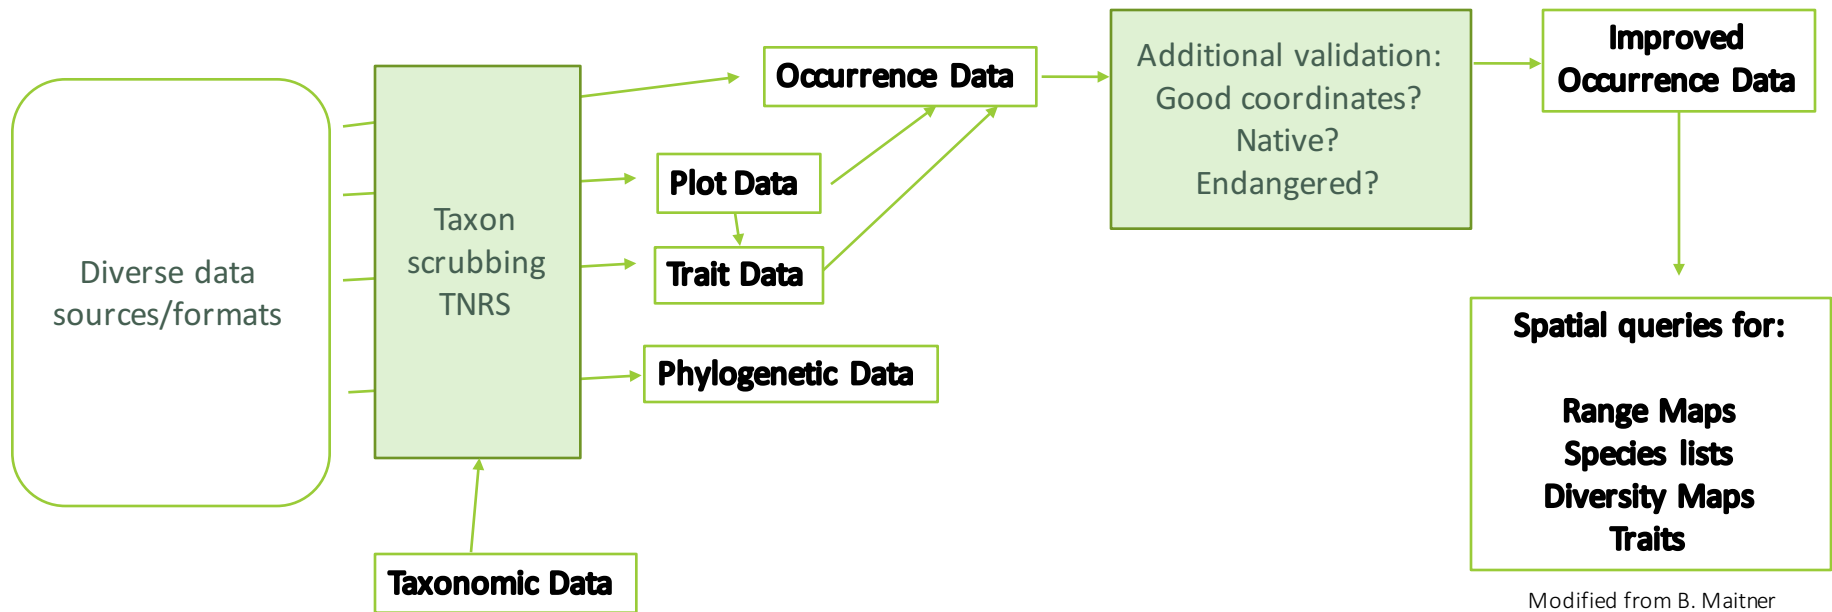 Diverse data
sources/formats
Taxon
scrubbing
TNRS
Taxonomic Data
Occurrence Data
Plot Data
Trait Data
Phylogenetic Data
Additional validation:
Good coordinates?
Native?
Endangered?
Improved
Occurrence Data
Spatial queries for:
Range Maps
Species lists
Diversity Maps
Traits
Modified from B. Maitner